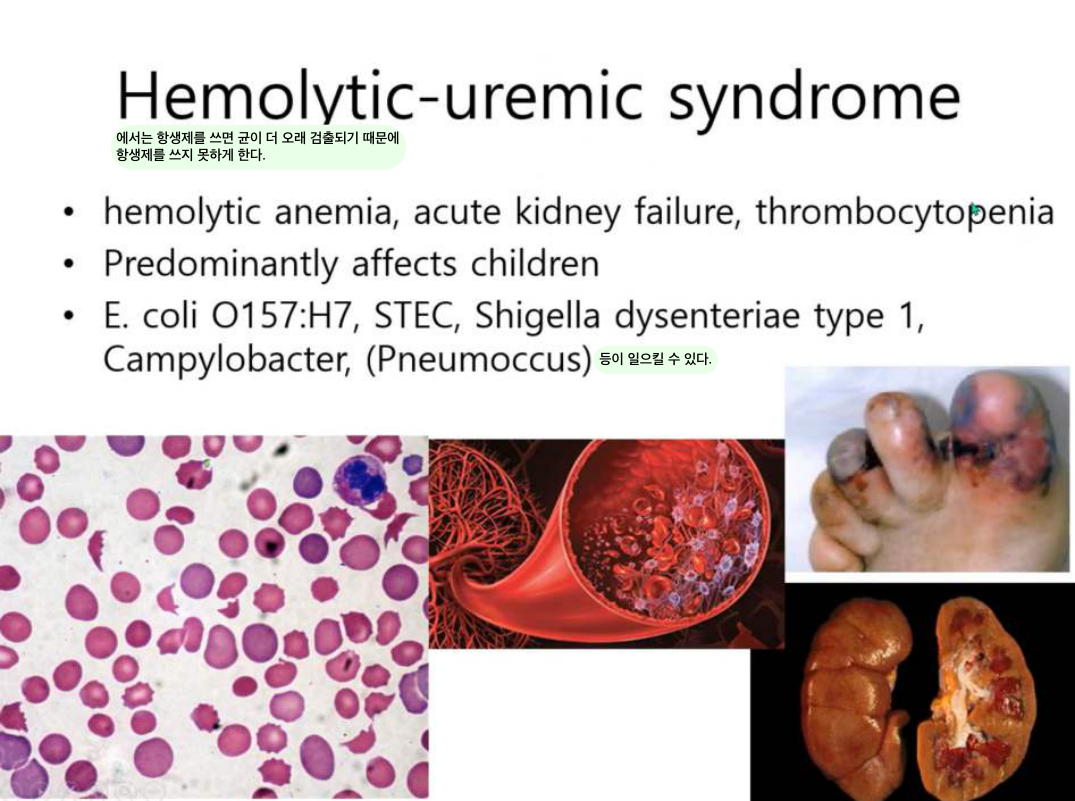 Hemolytic-uremic syndrome
에서는 항생제를 쓰면 균이 더 오래 검출되기 때문에
항생제를 쓰지 못하게 한다.
• hemolytic anemia, acute kidney failure, thrombocytopenia
• Predominantly affects children
• E. coli O157:H7, STEC, Shigella dysenteriae type 1,
Campylobacter, (Pneumoccus) 등이 일으킬 수 있다.